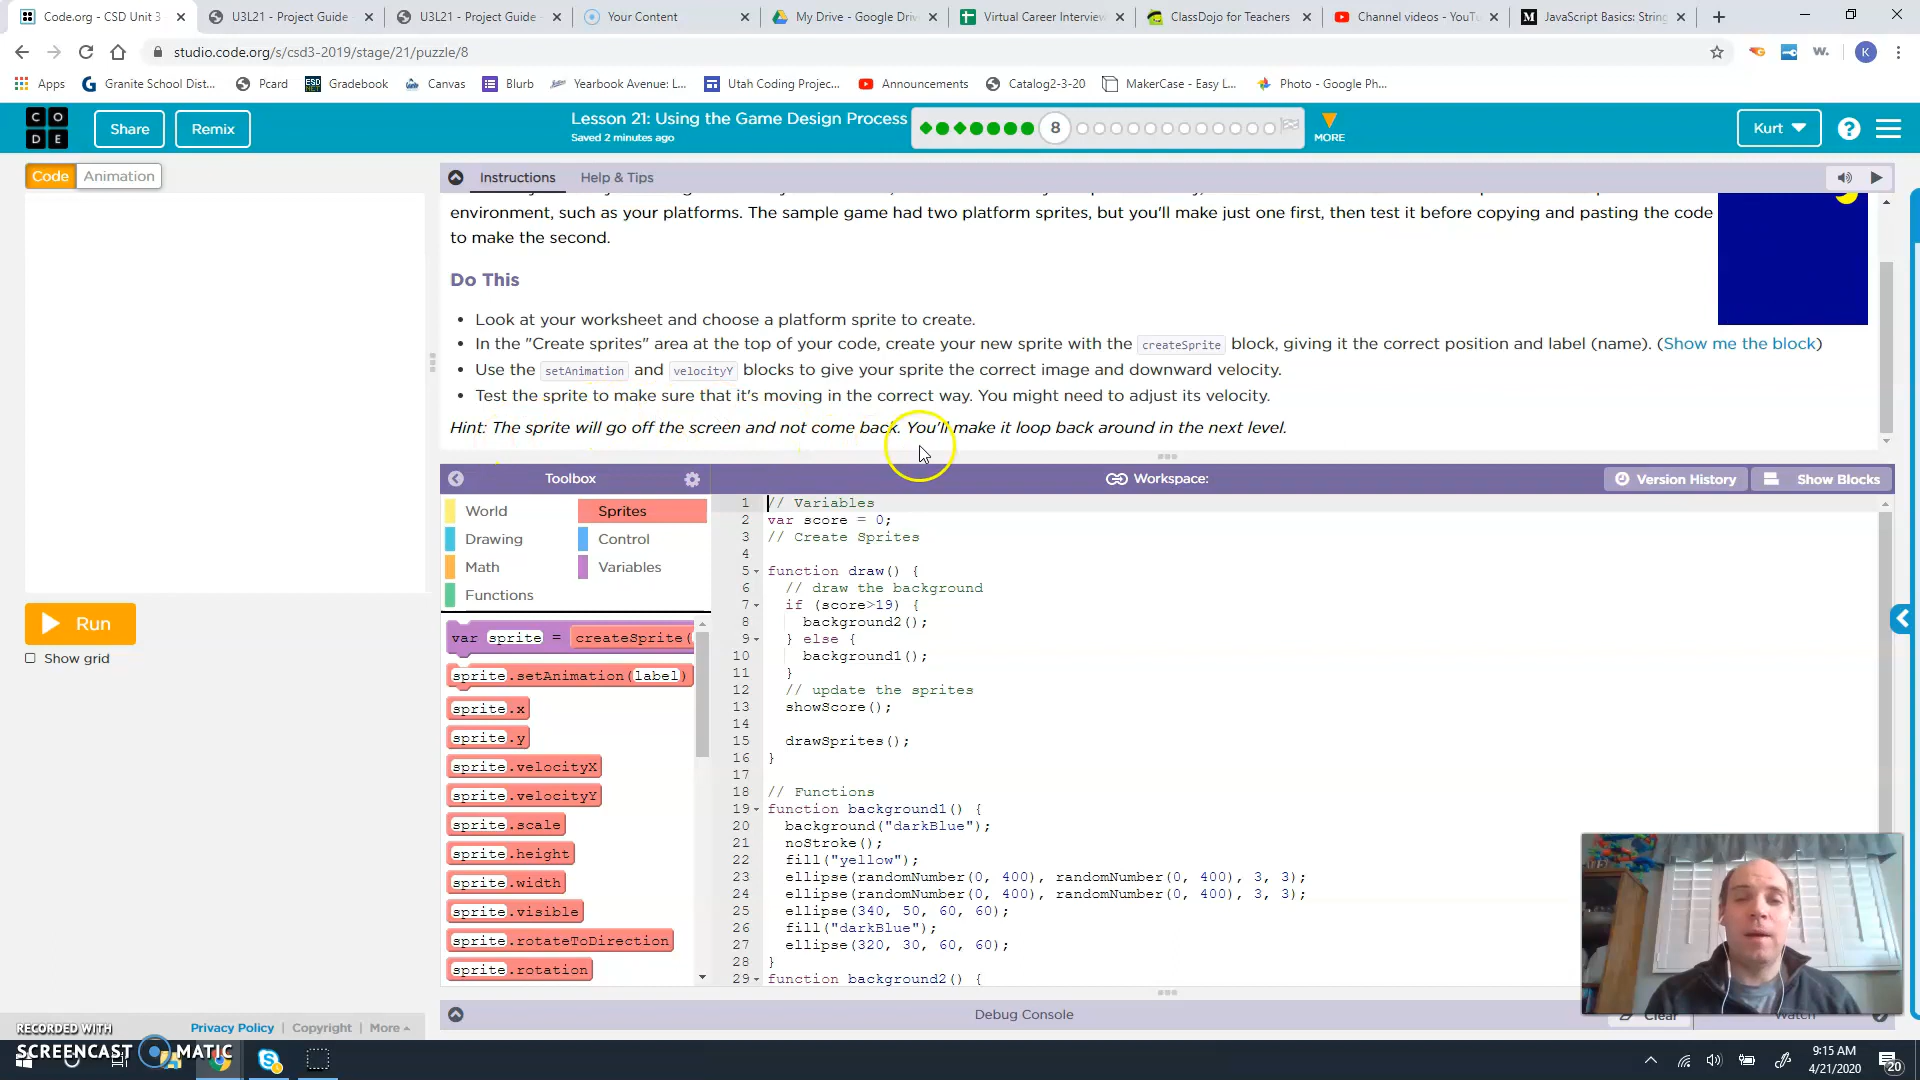 Code.org - CSD Unit 3
U3L21 - Project Guide
U3L21 - Project Guide
Your Content
My Drive - Google Driv
Virtual Career Interview
ClassDojo for Teachers
Channel videos - YouTu
JavaScript Basics: String
studio.code.org/s/csd3-2019/stage/21/puzzle/8
w.
K
Apps
Granite School Dist...
Pcard
Gradebook
Canvas
Blurb
Yearbook Avenue: L...
Utah Coding Projec...
Announcements
Catalog2-3-20
MakerCase - Easy L...
Photo - Google Ph...
CODE
Share
Remix
Lesson 21: Using the Game Design Process
Saved 2 minutes ago
8
MORE
Kurt
?
Code
Animation
Instructions
Help & Tips
environment, such as your platforms. The sample game had two platform sprites, but you'll make just one first, then test it before copying and pasting the code
to make the second.
Do This
• Look at your worksheet and choose a platform sprite to create.
• In the "Create sprites" area at the top of your code, create your new sprite with the createSprite block, giving it the correct position and label (name). (Show me the block)
• Use the setAnimation and velocityY blocks to give your sprite the correct image and downward velocity.
• Test the sprite to make sure that it's moving in the correct way. You might need to adjust its velocity.
Hint: The sprite will go off the screen and not come back. You'll make it loop back around in the next level.
Toolbox
Workspace:
Version History
Show Blocks
World
Sprites
Drawing
Control
Math
Variables
Functions
var sprite = createSprite(
sprite.setAnimation(label)
sprite.x
sprite.y
sprite.velocityX
sprite.velocityY
sprite.scale
sprite.height
sprite.width
sprite.visible
sprite.rotateToDirection
sprite.rotation
1 // Variables
2 var score = 0;
3 // Create Sprites
4
5 function draw() {
6 // draw the background
7 if (score>19) {
8 background2();
9 } else {
10 background1();
11 }
12 // update the sprites
13 showScore();
14
15 drawSprites();
16 }
17
18 // Functions
19 function background1() {
20 background("darkBlue");
21 noStroke();
22 fill("yellow");
23 ellipse(randomNumber(0, 400), randomNumber(0, 400), 3, 3);
24 ellipse(randomNumber(0, 400), randomNumber(0, 400), 3, 3);
25 ellipse(340, 50, 60, 60);
26 fill("darkBlue");
27 ellipse(320, 30, 60, 60);
28 }
29 function background2() {
Run
Show grid
Debug Console
Clear
Watch
Privacy Policy | Copyright | More
RECORDED WITH
SCREENCAST MATIC
9:15 AM
4/21/2020
20